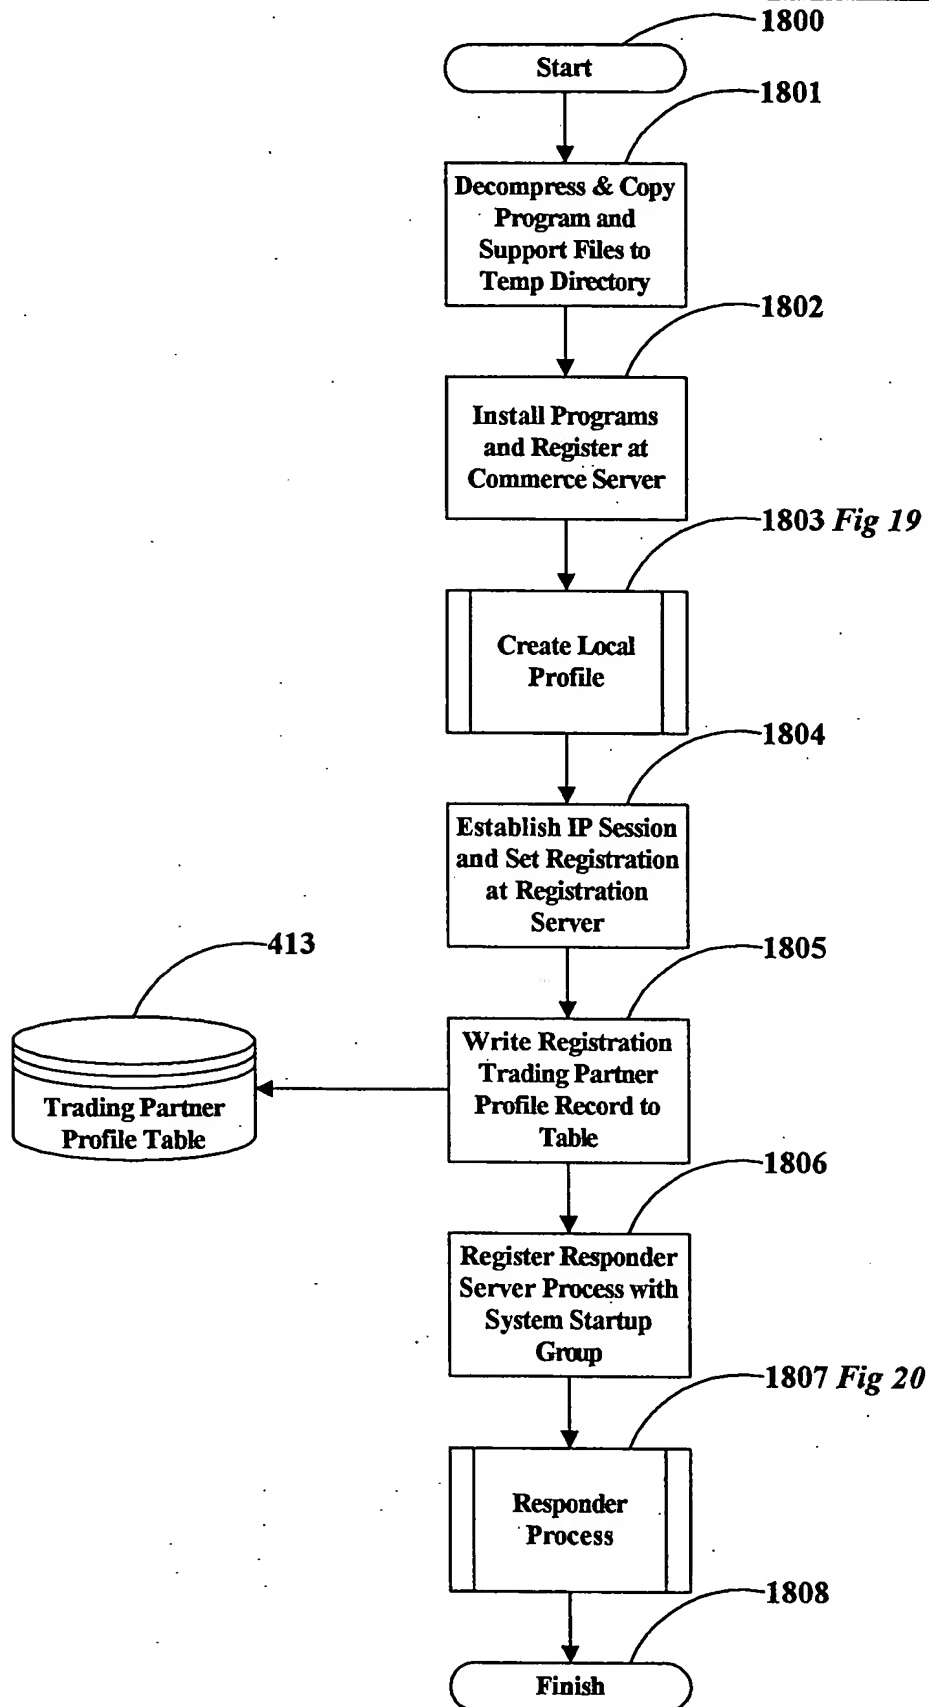 1800
Start
1801
Decompress & Copy
Program and
Support Files to
Temp Directory
1802
Install Programs
and Register at
Commerce Server
1803 Fig 19
Create Local
Profile
1804
Establish IP Session
and Set Registration
at Registration
Server
413
1805
Write Registration
Trading Partner
Profile Record to
Table
Trading Partner
Profile Table
1806
Register Responder
Server Process with
System Startup
Group
1807 Fig 20
Responder
Process
1808
Finish